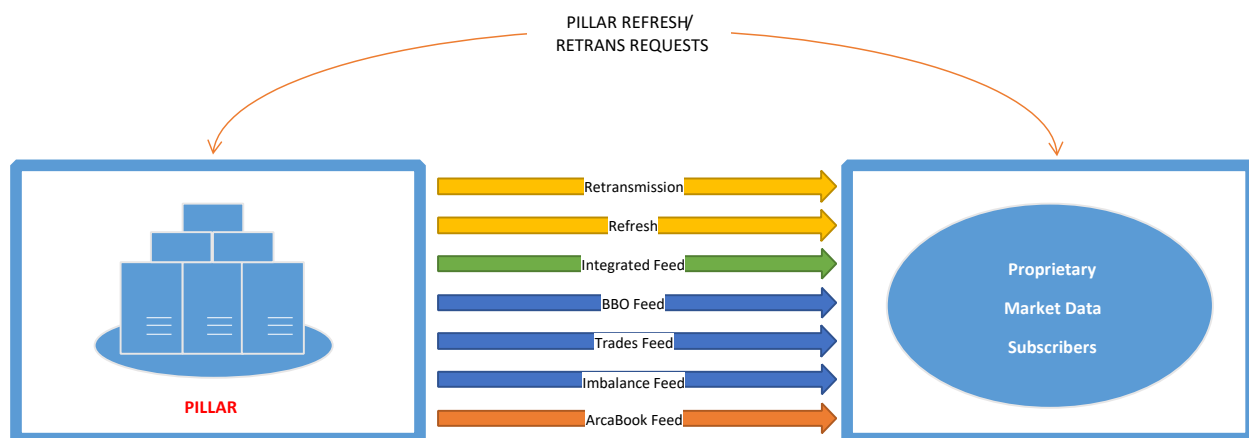 PILLAR REFRESH/
RETRANS REQUESTS
Retransmission
Refresh
Integrated Feed
BBO Feed
Trades Feed
Imbalance Feed
ArcaBook Feed
PILLAR
Proprietary
Market Data
Subscribers